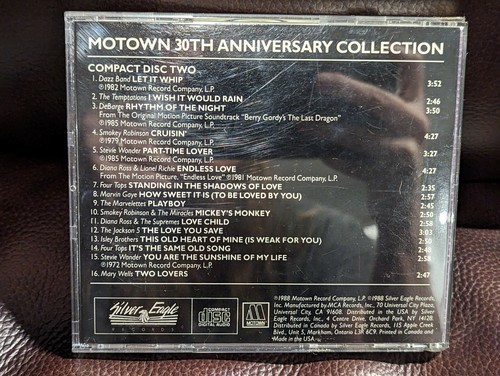 MOTOWN 30TH ANNIVERSARY COLLECTION
COMPACT DISC TWO
1. Dazz Band LET IT WHIP 3:52
℗1982 Motown Record Company, L.P.
2. The Temptations I WISH IT WOULD RAIN 2:46
3. DeBarge RHYTHM OF THE NIGHT 3:50
From The Original Motion Picture Soundtrack "Berry Gordy's The Last Dragon"
℗1985 Motown Record Company, L.P.
4. Smokey Robinson CRUISIN' 4:27
℗1979 Motown Record Company, L.P.
5. Stevie Wonder PART-TIME LOVER 3:27
℗1985 Motown Record Company, L.P.
6. Diana Ross & Lionel Richie ENDLESS LOVE 4:27
From The Motion Picture, "Endless Love" ℗1981 Motown Record Company, L.P.
7. Four Tops STANDING IN THE SHADOWS OF LOVE 2:35
8. Marvin Gaye HOW SWEET IT IS (TO BE LOVED BY YOU) 2:57
9. The Marvelettes PLAYBOY 2:45
10. Smokey Robinson & The Miracles MICKEY'S MONKEY 2:50
11. Diana Ross & The Supremes LOVE CHILD 2:58
12. The Jackson 5 THE LOVE YOU SAVE 3:03
13. Isley Brothers THIS OLD HEART OF MINE (IS WEAK FOR YOU) 2:50
14. Four Tops IT'S THE SAME OLD SONG 2:48
15. Stevie Wonder YOU ARE THE SUNSHINE OF MY LIFE 2:58
℗1972 Motown Record Company, L.P.
16. Mary Wells TWO LOVERS 2:47
Silver Eagle
RECORDS
COMPACT
disc
DIGITAL AUDIO
M
MOTOWN
℗1988 Motown Record Company, L.P. ©1988 Silver Eagle Records,
Inc. Manufactured by MCA Records, Inc., 70 Universal City Plaza,
Universal City, CA 91608. Distributed in the USA by Silver
Eagle Records, Inc., 4 Centre Drive, Orchard Park, NY 14128.
Distributed in Canada by Silver Eagle Records, 115 Apple Creek
Blvd., Unit 5, Markham, Ontario L3R 6C9. Printed in Canada and
Made in the USA.